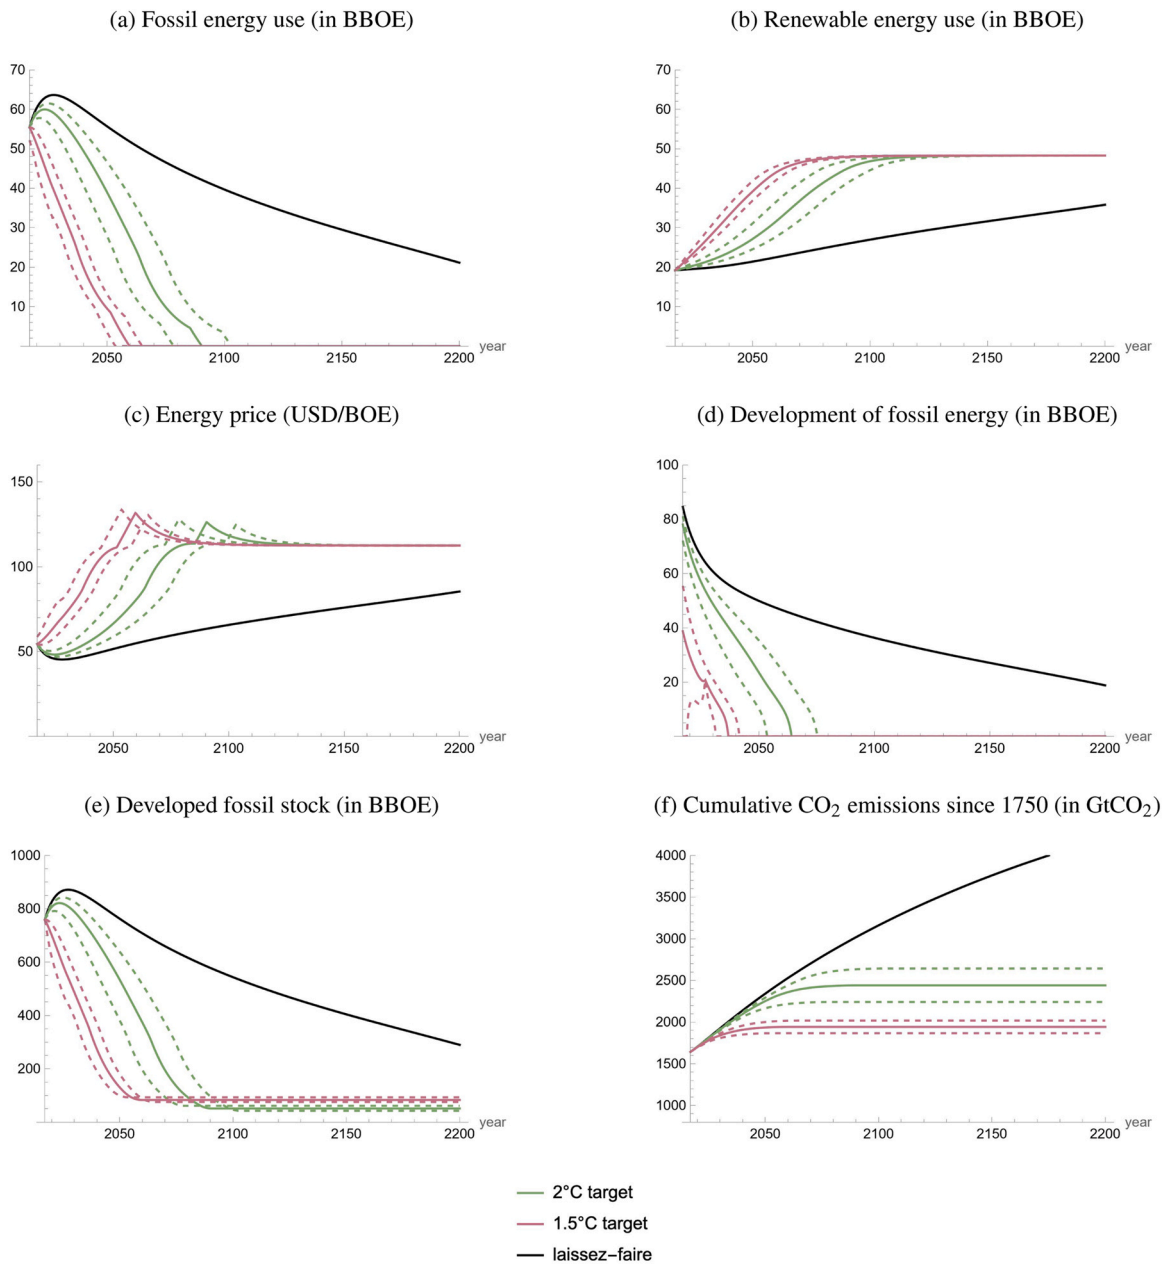 (a) Fossil energy use (in BBOE)
(b) Renewable energy use (in BBOE)
70
60
50
40
30
20
10
2050 2100 2150 2200 year
70
60
50
40
30
20
10
2050 2100 2150 2200 year
(c) Energy price (USD/BOE)
(d) Development of fossil energy (in BBOE)
150
100
50
2050 2100 2150 2200 year
100
80
60
40
20
2050 2100 2150 2200 year
(e) Developed fossil stock (in BBOE)
(f) Cumulative CO₂ emissions since 1750 (in GtCO₂)
1000
800
600
400
200
2050 2100 2150 2200 year
4000
3500
3000
2500
2000
1500
1000
2050 2100 2150 2200 year
2°C target
1.5°C target
laissez–faire